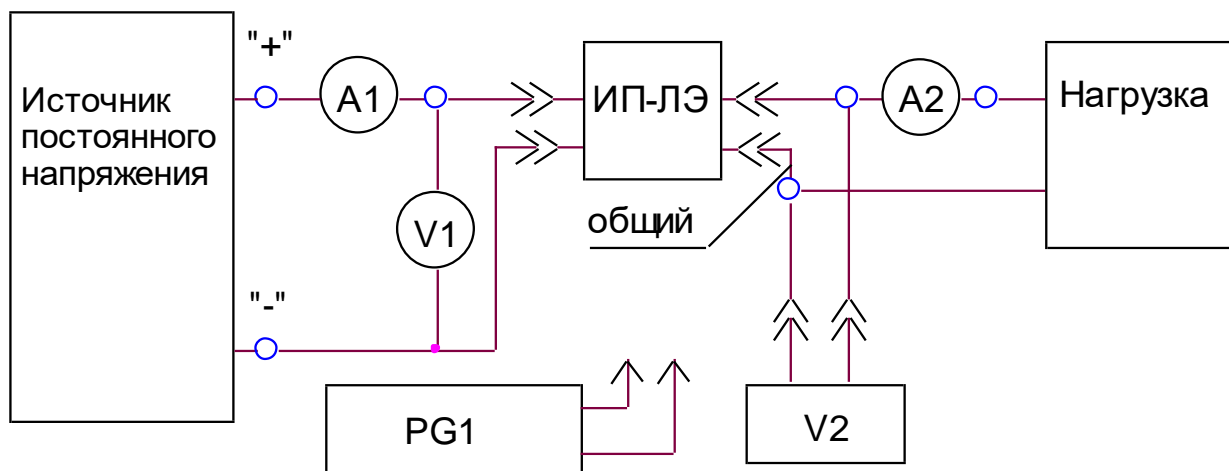 "+"
Источник
постоянного
напряжения
A1
ИП-ЛЭ
A2
Нагрузка
V1
общий
"-"
PG1
V2